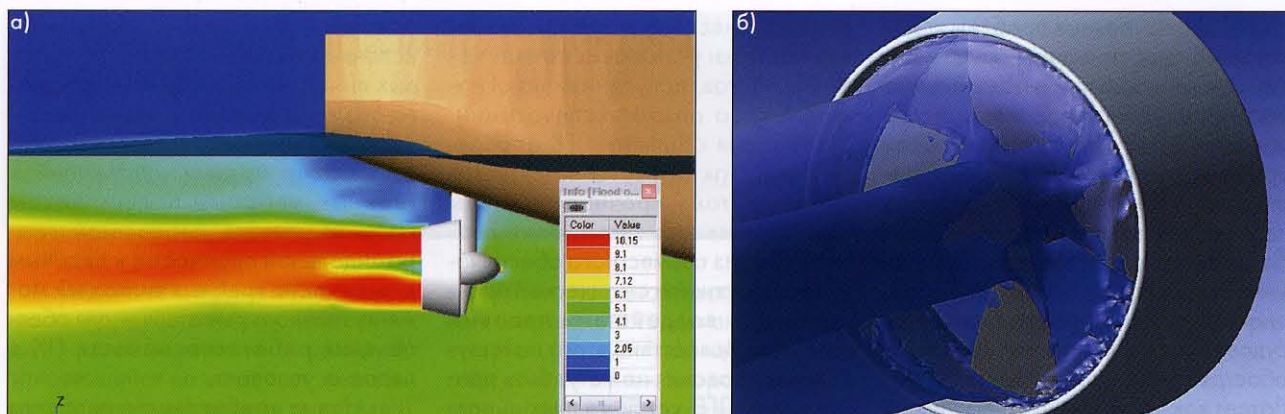 а)
б)
Info [Flood o...
Color Value
10.15
9.1
8.1
7.12
6.1
5.1
4.1
3
2.05
1
0
z